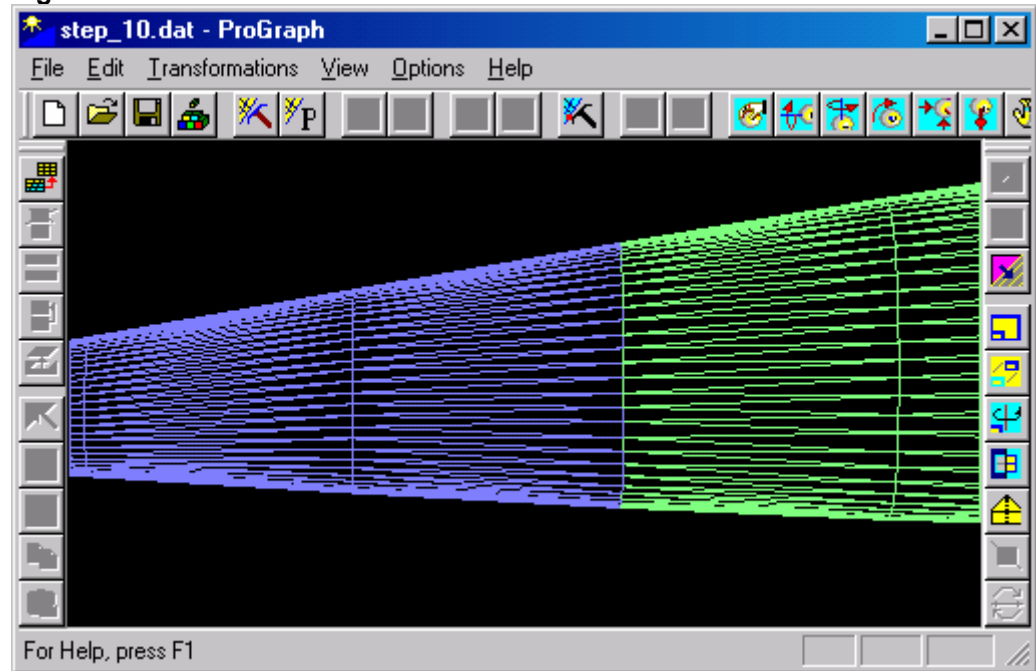 step_10.dat - ProGraph
File Edit Transformations View Options Help
P
For Help, press F1